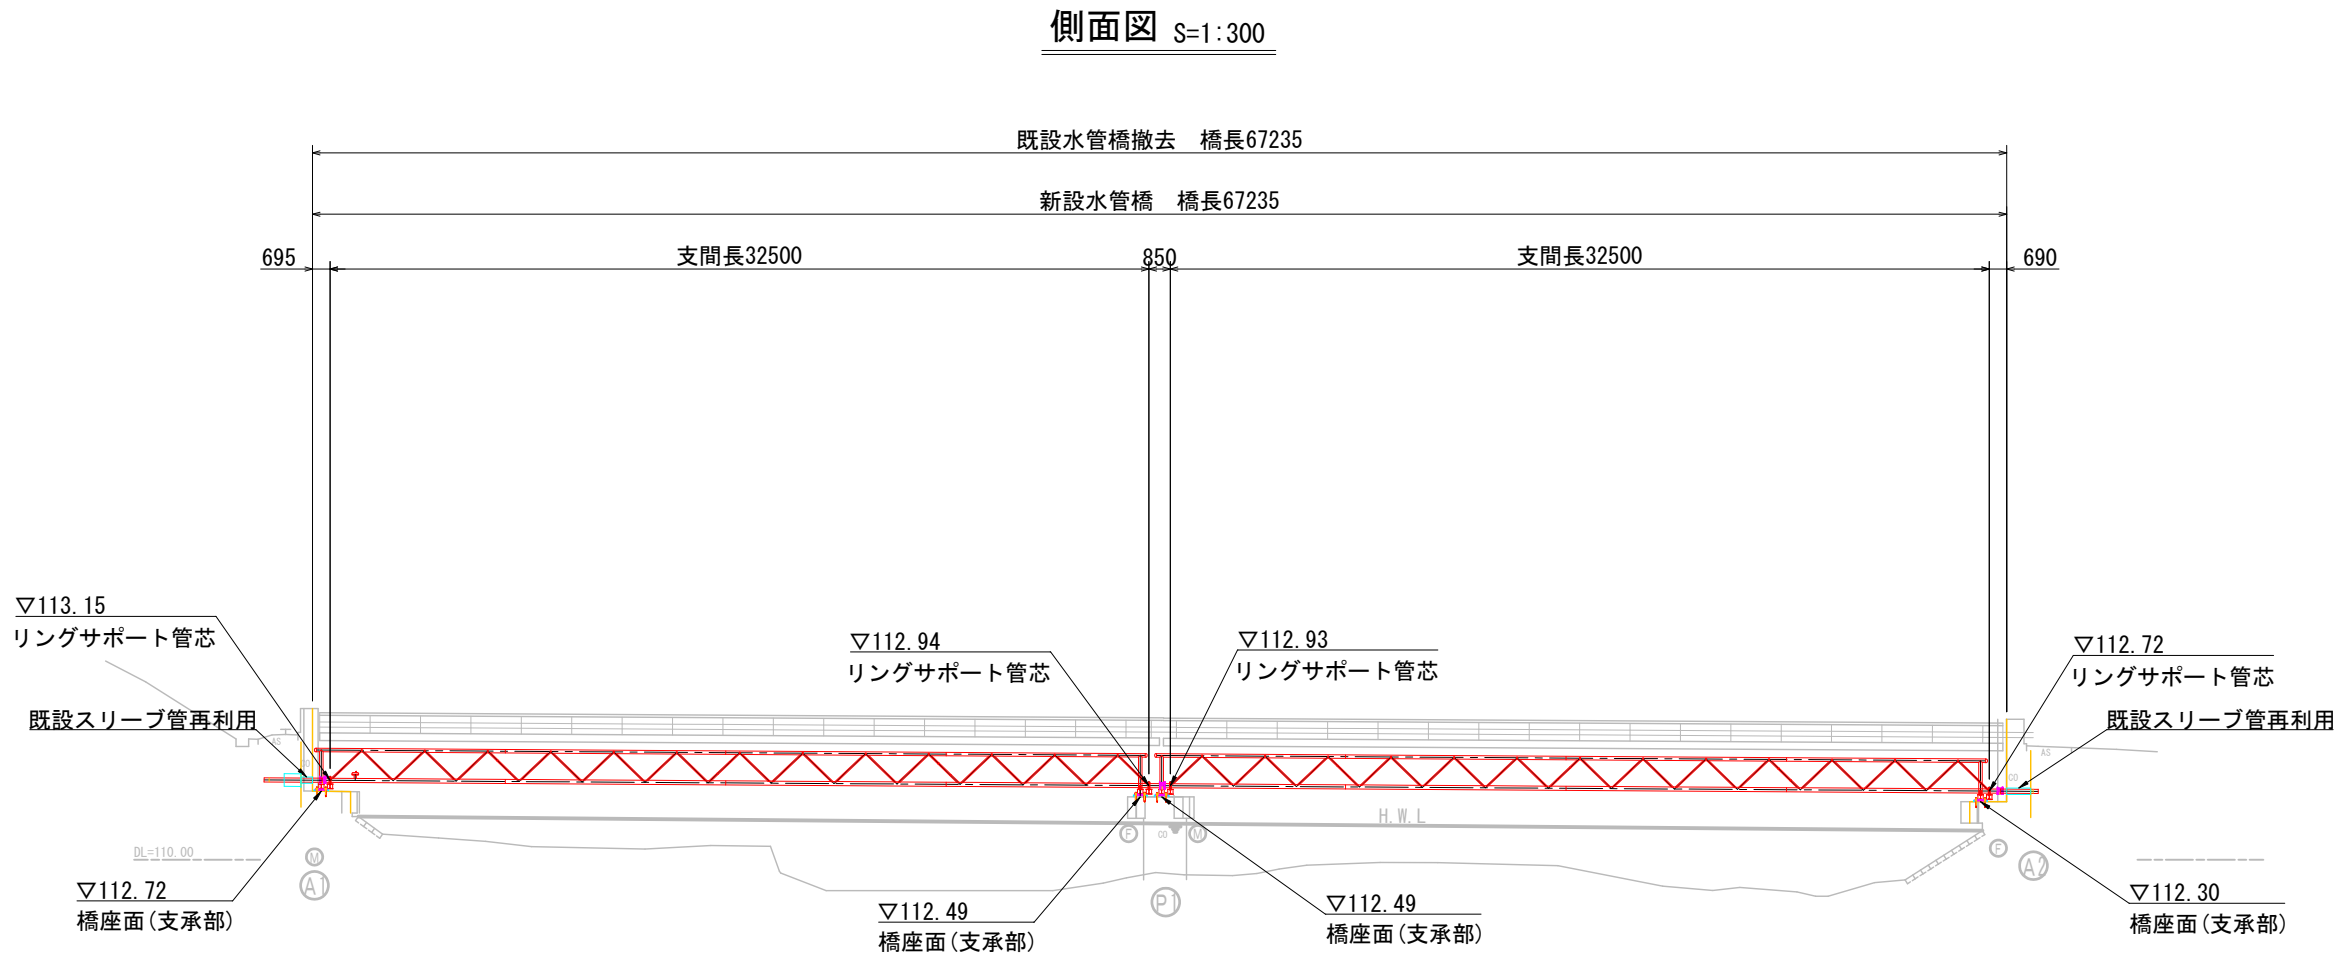 側面図 S=1:300
既設水管橋撤去　橋長67235
新設水管橋　橋長67235
695
支間長32500
850
支間長32500
690
▽113.15
リングサポート管芯
▽112.94
リングサポート管芯
▽112.93
リングサポート管芯
▽112.72
リングサポート管芯
既設スリーブ管再利用
既設スリーブ管再利用
AS
AS
CO
CO
H.W.L
F
CO
M
DL=110.00
M
F
A1
P1
A2
▽112.72
橋座面(支承部)
▽112.49
橋座面(支承部)
▽112.49
橋座面(支承部)
▽112.30
橋座面(支承部)